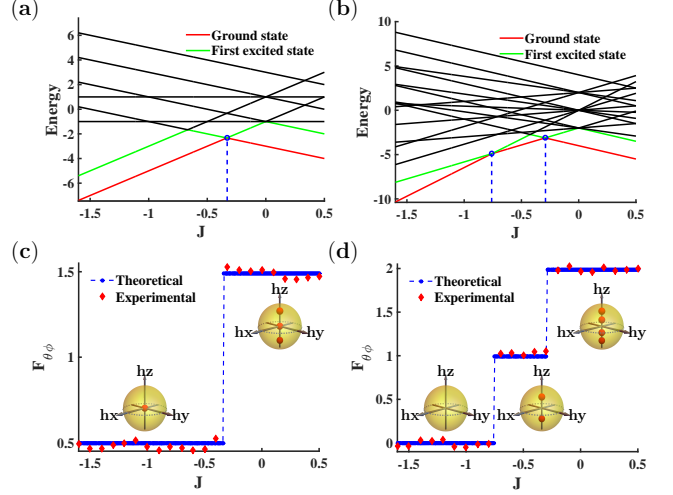 (a)
Ground state
First excited state
Energy
6
4
2
0
-2
-4
-6
-1.5 -1 -0.5 0 0.5
J
(b)
Ground state
First excited state
Energy
10
5
0
-5
-10
-1.5 -1 -0.5 0 0.5
J
(c)
Theoretical
Experimental
F θ ϕ
1.5
1
0.5
hz
hx hy
hz
hx hy
-1.5 -1 -0.5 0 0.5
J
(d)
Theoretical
Experimental
F θ ϕ
2
1.5
1
0.5
0
hz
hx hy
hz
hx hy
hz
hx hy
-1.5 -1 -0.5 0 0.5
J